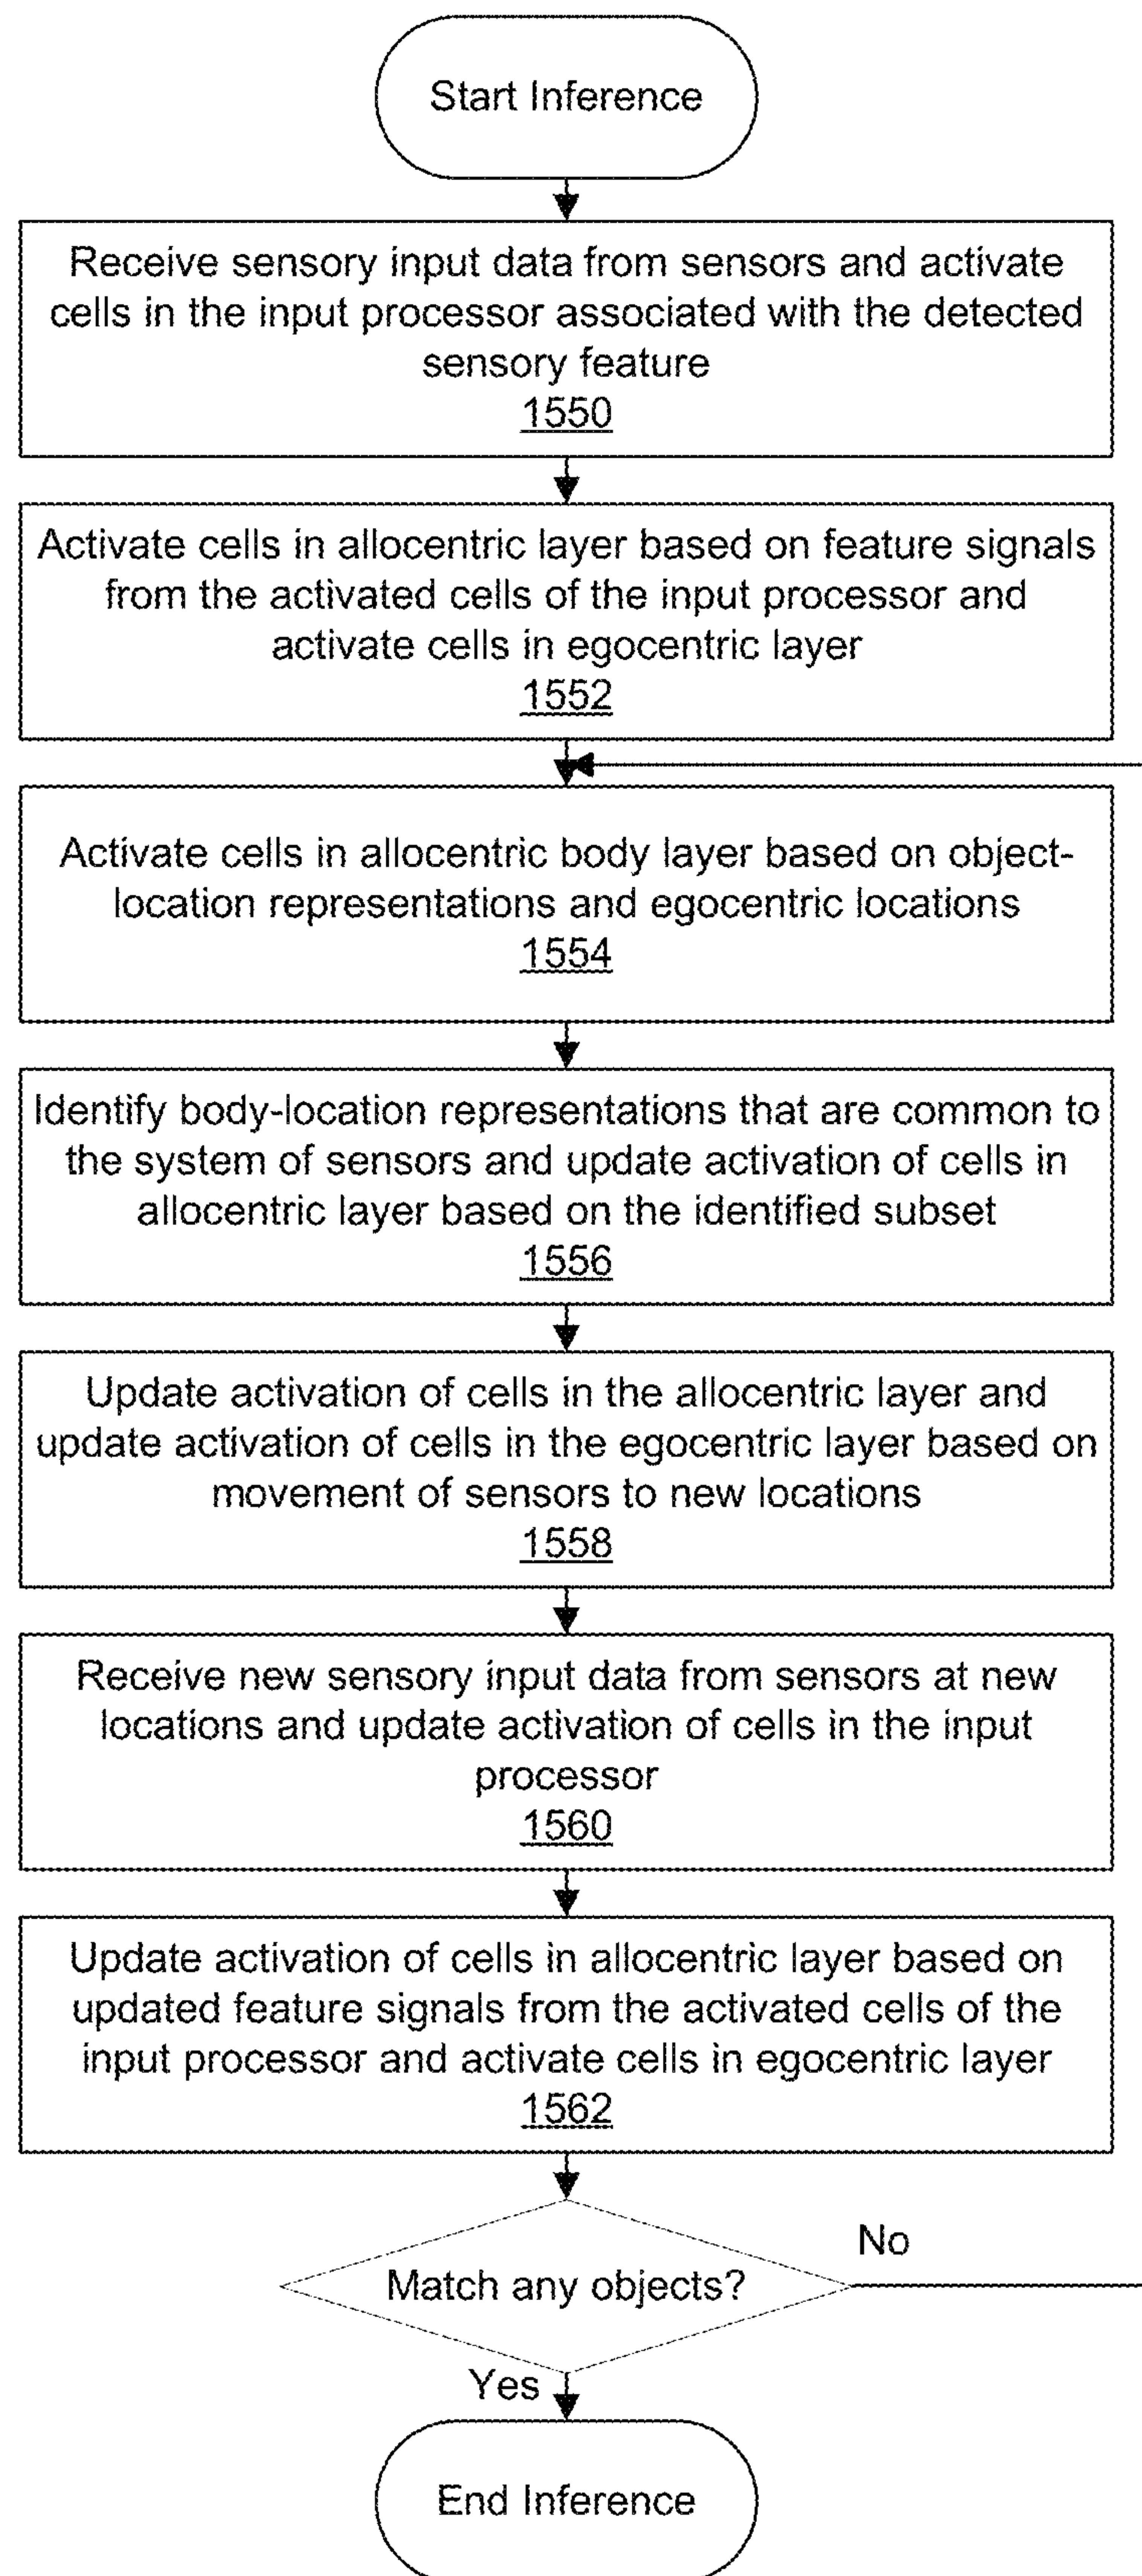 Start Inference
Receive sensory input data from sensors and activate
cells in the input processor associated with the detected
sensory feature
1550
Activate cells in allocentric layer based on feature signals
from the activated cells of the input processor and
activate cells in egocentric layer
1552
Activate cells in allocentric body layer based on object-
location representations and egocentric locations
1554
Identify body-location representations that are common to
the system of sensors and update activation of cells in
allocentric layer based on the identified subset
1556
Update activation of cells in the allocentric layer and
update activation of cells in the egocentric layer based on
movement of sensors to new locations
1558
Receive new sensory input data from sensors at new
locations and update activation of cells in the input
processor
1560
Update activation of cells in allocentric layer based on
updated feature signals from the activated cells of the
input processor and activate cells in egocentric layer
1562
No
Match any objects?
Yes
End Inference